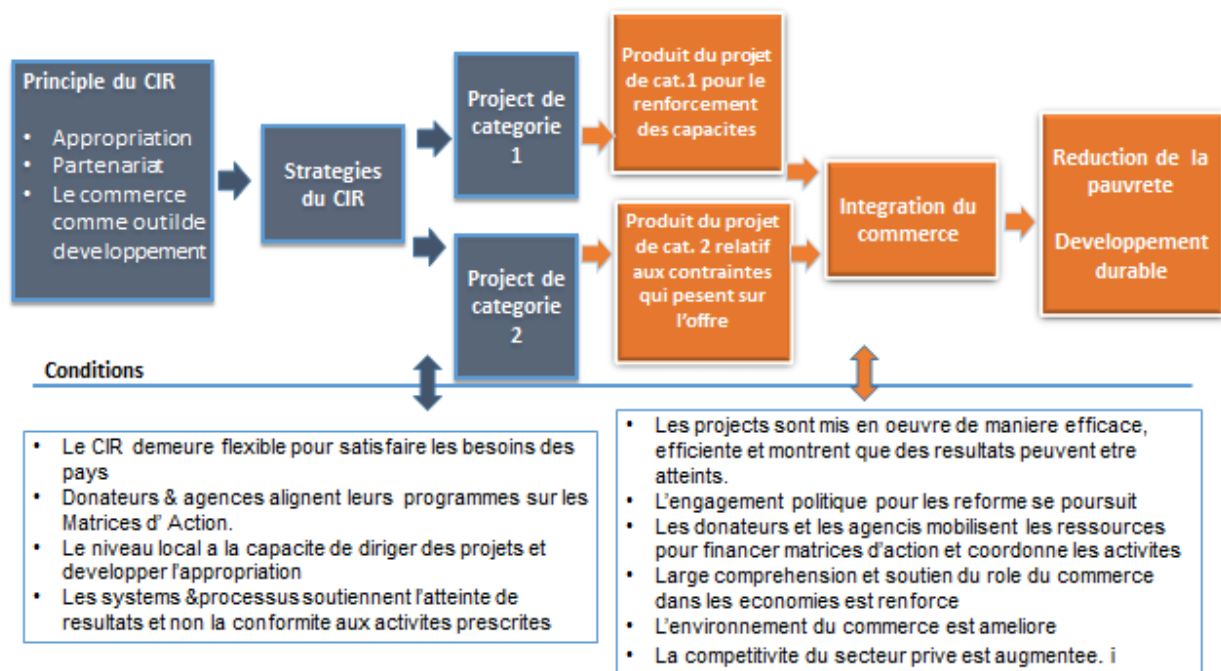 Principle du CIR
• Appropriation
• Partenariat
• Le commerce
comme outil de
developpement
Strategies
du CIR
Project de
categorie
1
Project de
categorie
2
Produit du projet
de cat.1 pour le
renforcement
des capacites
Produit du projet
de cat. 2 relatif
aux contraintes
qui pesent sur
l'offre
Integration du
commerce
Reduction de la
pauvrete
Developpement
durable
Conditions
• Le CIR demeure flexible pour satisfaire les besoins des
pays
• Donateurs & agences alignent leurs programmes sur les
Matrices d' Action.
• Le niveau local a la capacite de diriger des projets et
developper l'appropriation
• Les systems &processus soutiennent l'atteinte de
resultats et non la conformite aux activites prescrites
• Les projects sont mis en oeuvre de maniere efficace,
efficiente et montrent que des resultats peuvent etre
atteints.
• L'engagement politique pour les reforme se poursuit
• Les donateurs et les agencis mobilisent les ressources
pour financer matrices d'action et coordonne les activites
• Large comprehension et soutien du role du commerce
dans les economies est renforce
• L'environnement du commerce est ameliore
• La competitivite du secteur prive est augmentee. i